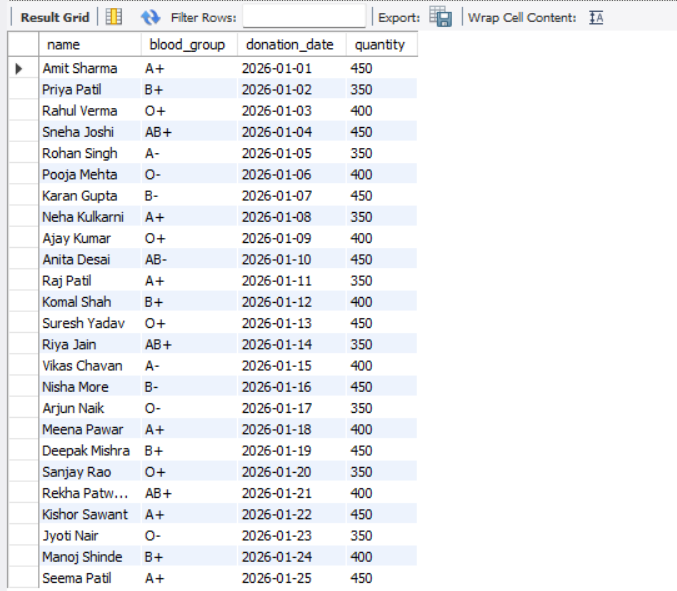 Result Grid Filter Rows: Export: Wrap Cell Content:
name blood_group donation_date quantity
Amit Sharma A+ 2026-01-01 450
Priya Patil B+ 2026-01-02 350
Rahul Verma O+ 2026-01-03 400
Sneha Joshi AB+ 2026-01-04 450
Rohan Singh A- 2026-01-05 350
Pooja Mehta O- 2026-01-06 400
Karan Gupta B- 2026-01-07 450
Neha Kulkarni A+ 2026-01-08 350
Ajay Kumar O+ 2026-01-09 400
Anita Desai AB- 2026-01-10 450
Raj Patil A+ 2026-01-11 350
Komal Shah B+ 2026-01-12 400
Suresh Yadav O+ 2026-01-13 450
Riya Jain AB+ 2026-01-14 350
Vikas Chavan A- 2026-01-15 400
Nisha More B- 2026-01-16 450
Arjun Naik O- 2026-01-17 350
Meena Pawar A+ 2026-01-18 400
Deepak Mishra B+ 2026-01-19 450
Sanjay Rao O+ 2026-01-20 350
Rekha Patw... AB+ 2026-01-21 400
Kishor Sawant A+ 2026-01-22 450
Jyoti Nair O- 2026-01-23 350
Manoj Shinde B+ 2026-01-24 400
Seema Patil A+ 2026-01-25 450